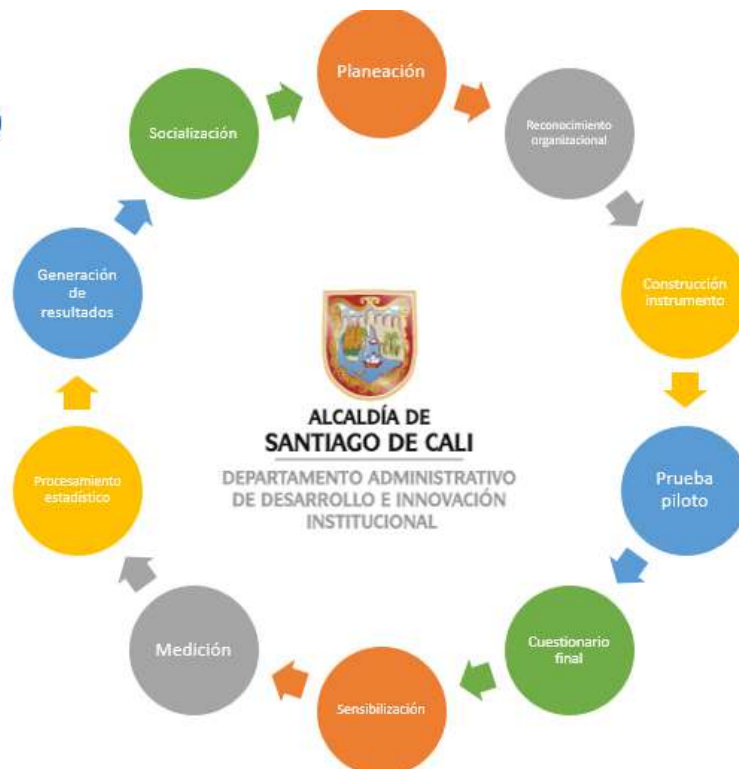 Planeación
Reconocimiento
organizacional
Construcción
instrumento
Prueba
piloto
Cuestionario
final
Sensibilización
Medición
Procesamiento
estadístico
Generación
de
resultados
Socialización
ALCALDÍA DE
SANTIAGO DE CALI
DEPARTAMENTO ADMINISTRATIVO
DE DESARROLLO E INNOVACIÓN
INSTITUCIONAL